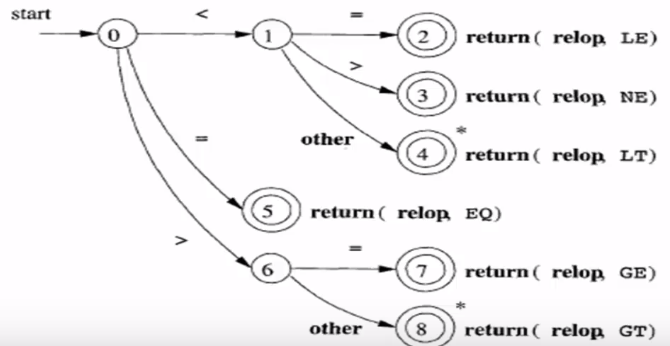 start
<
=
0
1
2
return( relop, LE)
>
3
return( relop, NE)
other
*
4
return( relop, LT)
=
5
return( relop, EQ)
>
=
6
7
return( relop, GE)
other
*
8
return( relop, GT)